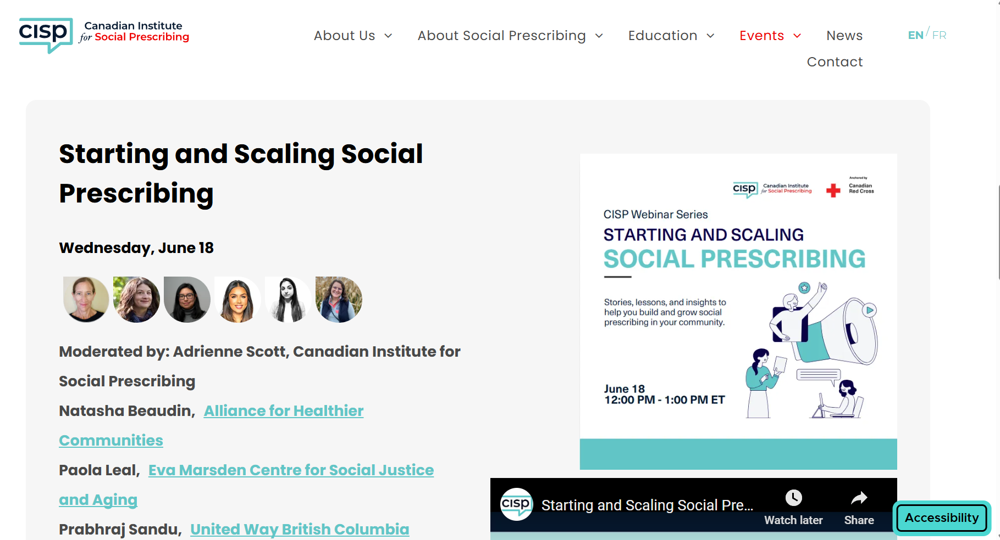 cisp Canadian Institute
for Social Prescribing
About Us
About Social Prescribing
Education
Events
News
Contact
EN / FR
Starting and Scaling Social
Prescribing
Wednesday, June 18
Moderated by: Adrienne Scott, Canadian Institute for
Social Prescribing
Natasha Beaudin, Alliance for Healthier
Communities
Paola Leal, Eva Marsden Centre for Social Justice
and Aging
Prabhraj Sandu, United Way British Columbia
cisp Canadian Institute
for Social Prescribing
Anchored by
Canadian
Red Cross
CISP Webinar Series
STARTING AND SCALING
SOCIAL PRESCRIBING
Stories, lessons, and insights to
help you build and grow social
prescribing in your community.
June 18
12:00 PM - 1:00 PM ET
cisp
Starting and Scaling Social Pre...
Watch later
Share
Accessibility